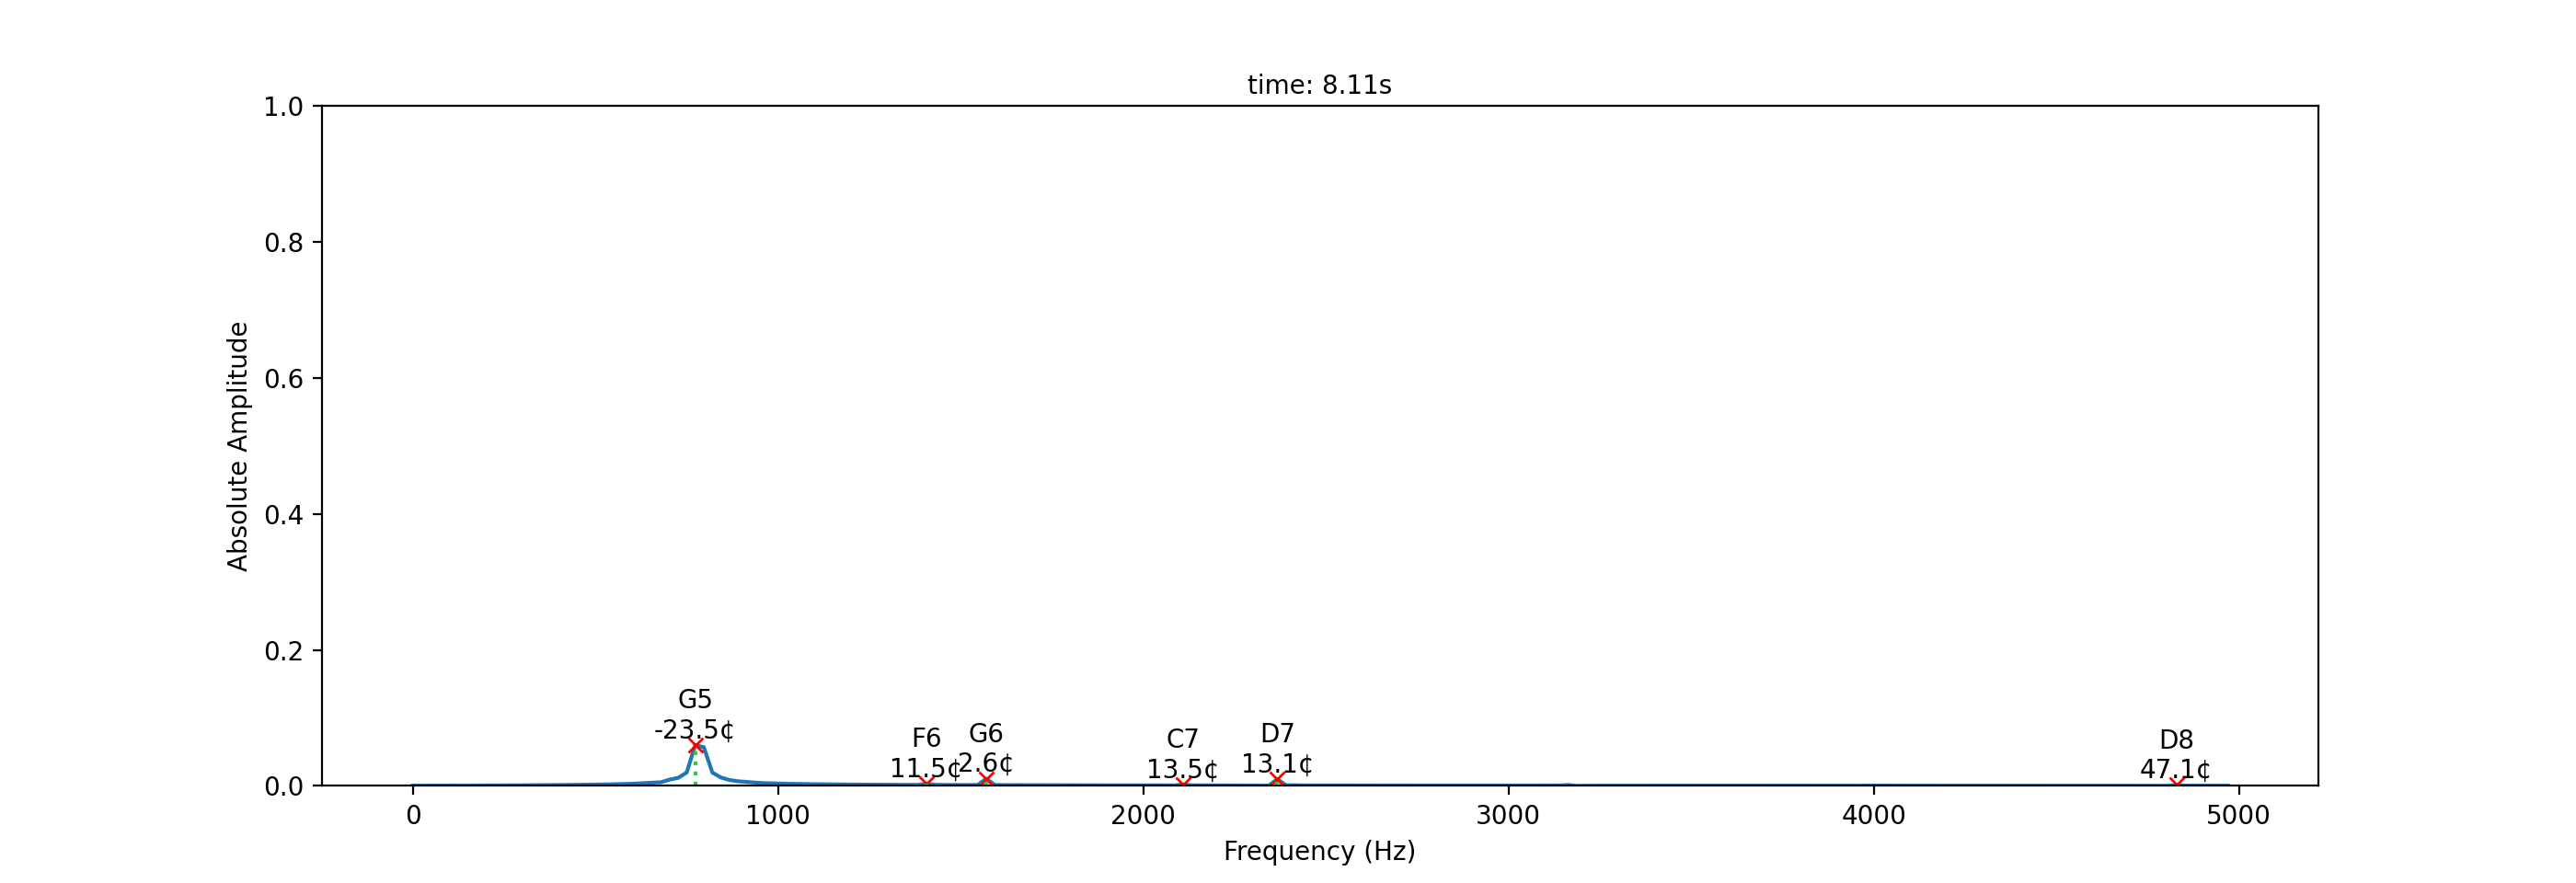 time: 8.11s
1.0
0.8
0.6
0.4
0.2
0.0
Absolute Amplitude
G5
-23.5¢
F6
11.5¢
G6
2.6¢
C7
13.5¢
D7
13.1¢
D8
47.1¢
0
1000
2000
3000
4000
5000
Frequency (Hz)